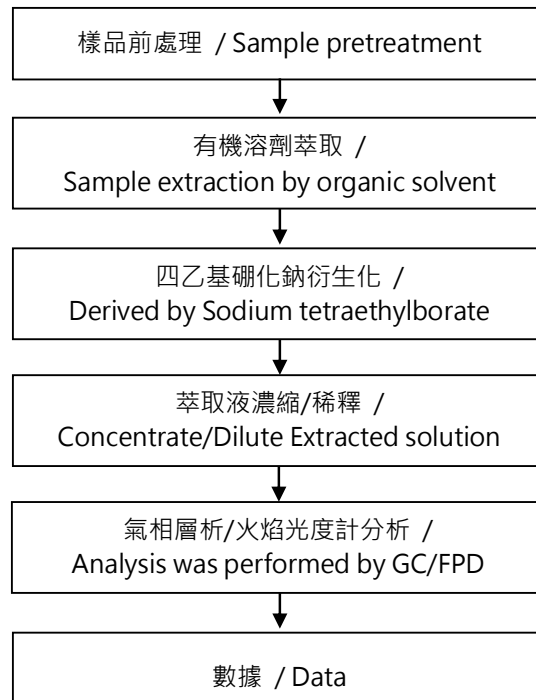 樣品前處理 / Sample pretreatment
有機溶劑萃取 /
Sample extraction by organic solvent
四乙基硼化鈉衍生化 /
Derived by Sodium tetraethylborate
萃取液濃縮/稀釋 /
Concentrate/Dilute Extracted solution
氣相層析/火焰光度計分析 /
Analysis was performed by GC/FPD
數據 / Data